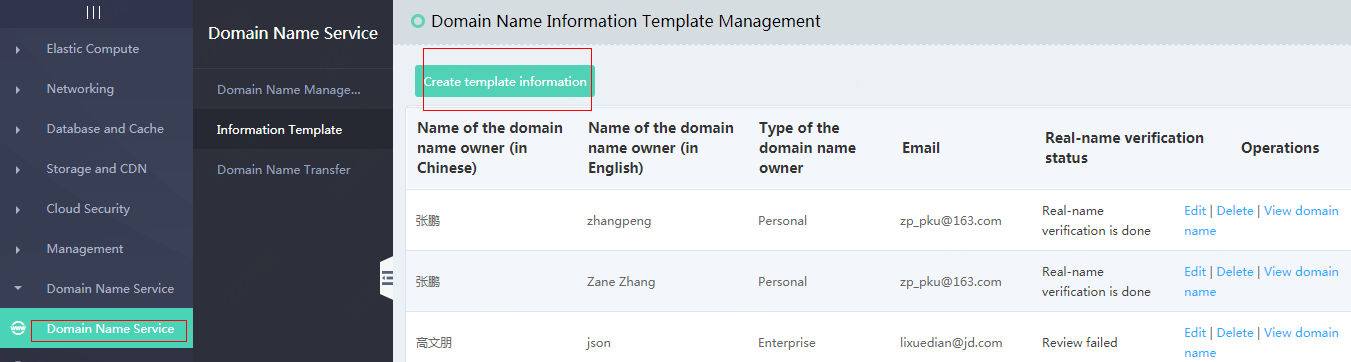 Elastic Compute
Networking
Database and Cache
Storage and CDN
Cloud Security
Management
Domain Name Service
www
Domain Name Service
Domain Name Service
Domain Name Manage...
Information Template
Domain Name Transfer
Domain Name Information Template Management
Create template information
Name of the domain
name owner (in
Chinese)
Name of the domain
name owner (in
English)
Type of the
domain name
owner
Email
Real-name verification
status
Operations
张鹏
zhangpeng
Personal
zp_pku@163.com
Real-name
verification is done
Edit | Delete | View domain
name
张鹏
Zane Zhang
Personal
zp_pku@163.com
Real-name
verification is done
Edit | Delete | View domain
name
高文朋
json
Enterprise
lixuedian@jd.com
Review failed
Edit | Delete | View domain
name